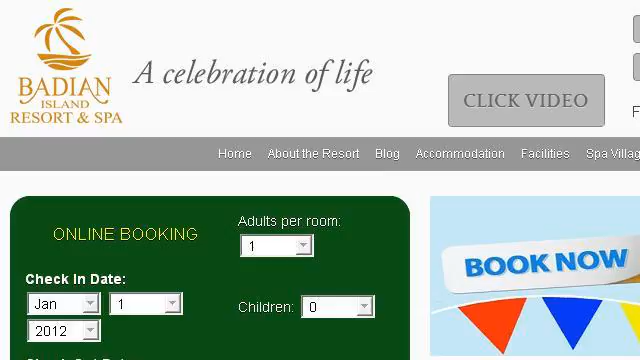 BADIAN
ISLAND
RESORT & SPA
A celebration of life
CLICK VIDEO
Home About the Resort Blog Accommodation Facilities Spa
ONLINE BOOKING
Adults per room:
1
Check In Date:
Jan 1
Children: 0
2012
BOOK NOW